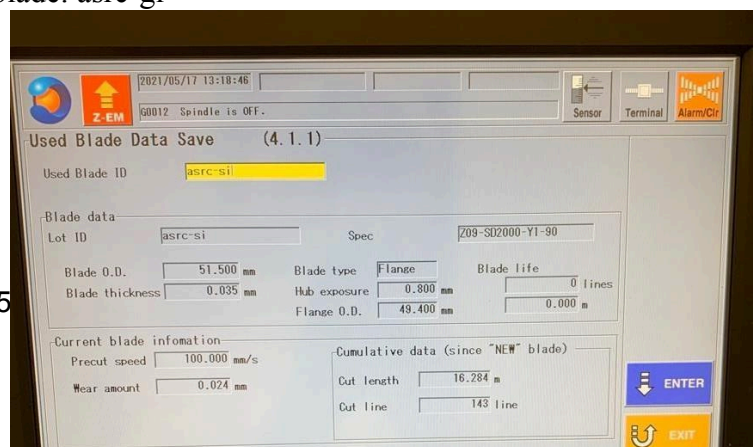 2021/05/17 13:18:46
Z-EM
G0012 Spindle is OFF.
Sensor
Terminal
Alarm/Clr
Used Blade Data Save (4.1.1)
Used Blade ID asrc-si
Blade data
Lot ID asrc-si Spec Z09-SD2000-Y1-90
Blade O.D. 51.500 mm Blade type Flange Blade life
Blade thickness 0.035 mm Hub exposure 0.800 mm 0 lines
Flange O.D. 49.400 mm 0.000 m
Current blade infomation
Precut speed 100.000 mm/s
Wear amount 0.024 mm
Cumulative data (since "NEW" blade)
Cut length 16.284 m
Cut line 143 line
ENTER
EXIT
5